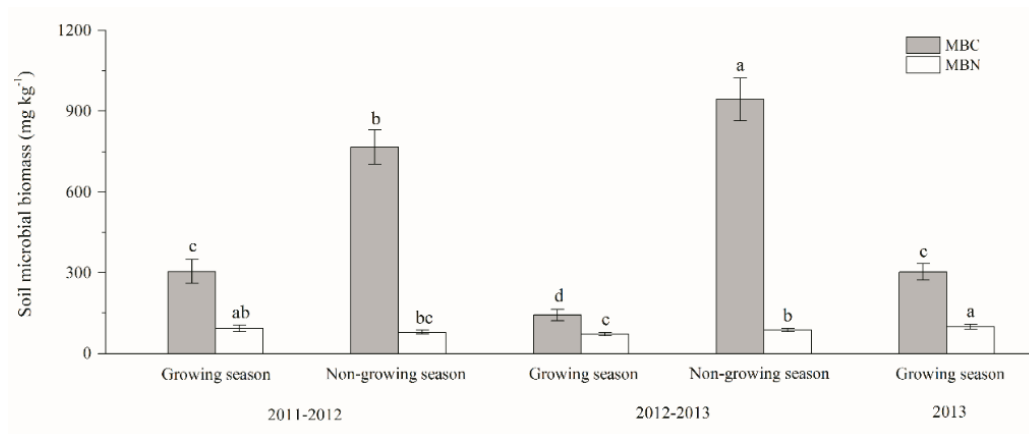 1200
900
600
300
0
Soil microbial biomass (mg kg⁻¹)
MBC
MBN
c
ab
b
bc
d
c
a
b
c
a
Growing season
Non-growing season
Growing season
Non-growing season
Growing season
2011-2012
2012-2013
2013